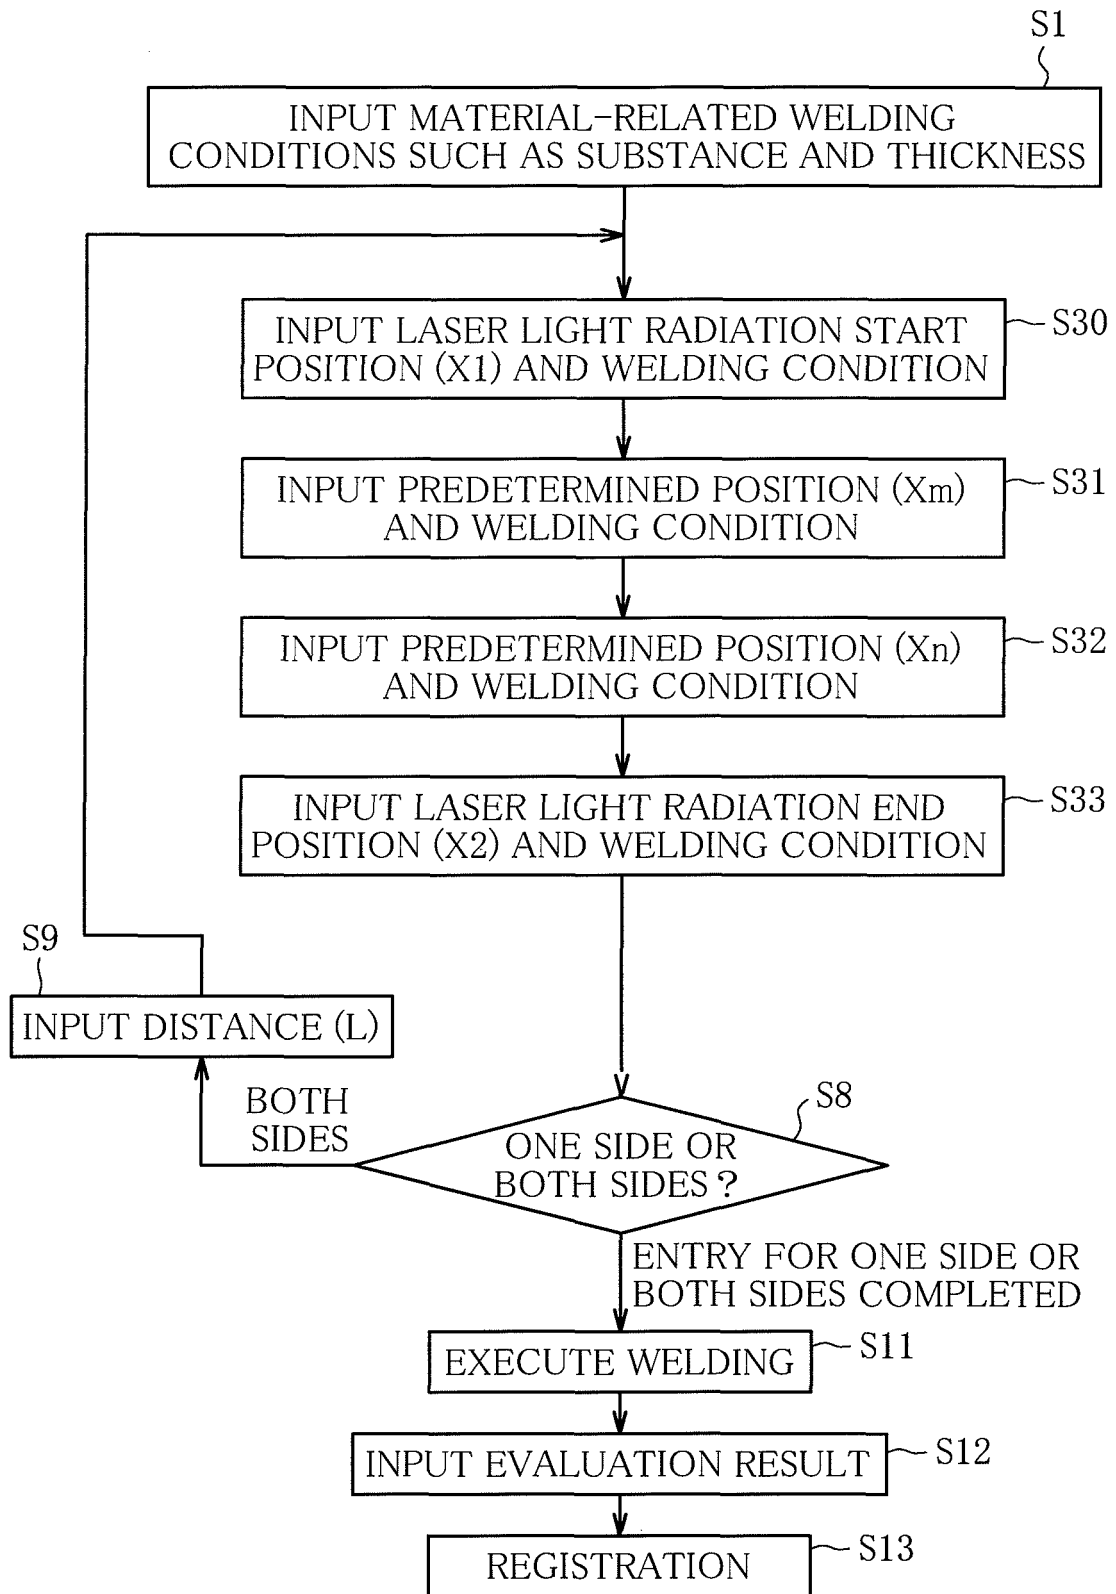 S1
INPUT MATERIAL-RELATED WELDING
CONDITIONS SUCH AS SUBSTANCE AND THICKNESS
INPUT LASER LIGHT RADIATION START
POSITION (X1) AND WELDING CONDITION
S30
INPUT PREDETERMINED POSITION (Xm)
AND WELDING CONDITION
S31
INPUT PREDETERMINED POSITION (Xn)
AND WELDING CONDITION
S32
INPUT LASER LIGHT RADIATION END
POSITION (X2) AND WELDING CONDITION
S33
S9
INPUT DISTANCE (L)
BOTH
SIDES
S8
ONE SIDE OR
BOTH SIDES ?
ENTRY FOR ONE SIDE OR
BOTH SIDES COMPLETED
EXECUTE WELDING
S11
INPUT EVALUATION RESULT
S12
REGISTRATION
S13